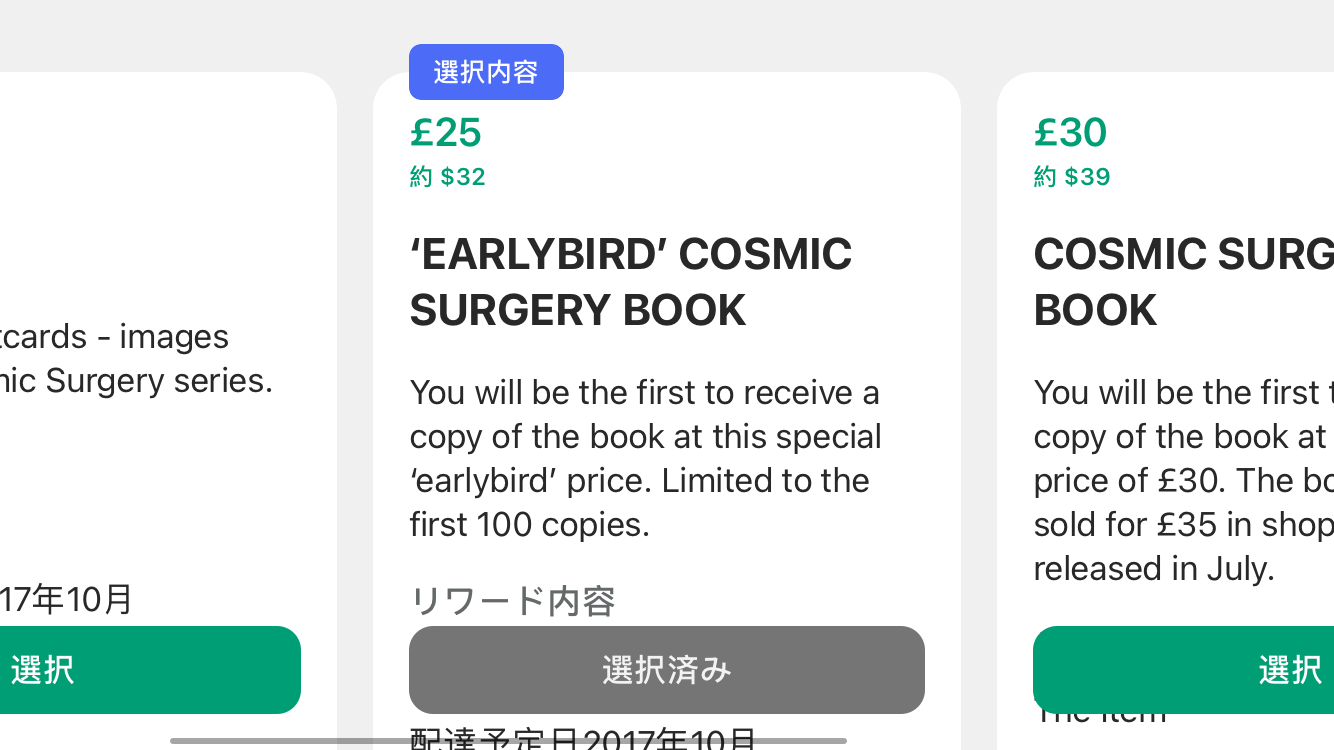 tcards - images
mic Surgery series.
17年10月
選択
選択内容
£25
約 $32
‘EARLYBIRD’ COSMIC
SURGERY BOOK
You will be the first to receive a
copy of the book at this special
‘earlybird’ price. Limited to the
first 100 copies.
リワード内容
選択済み
配達予定日2017年10月
£30
約 $39
COSMIC SURG
BOOK
You will be the first t
copy of the book at
price of £30. The bo
sold for £35 in shop
released in July.
選択
The item